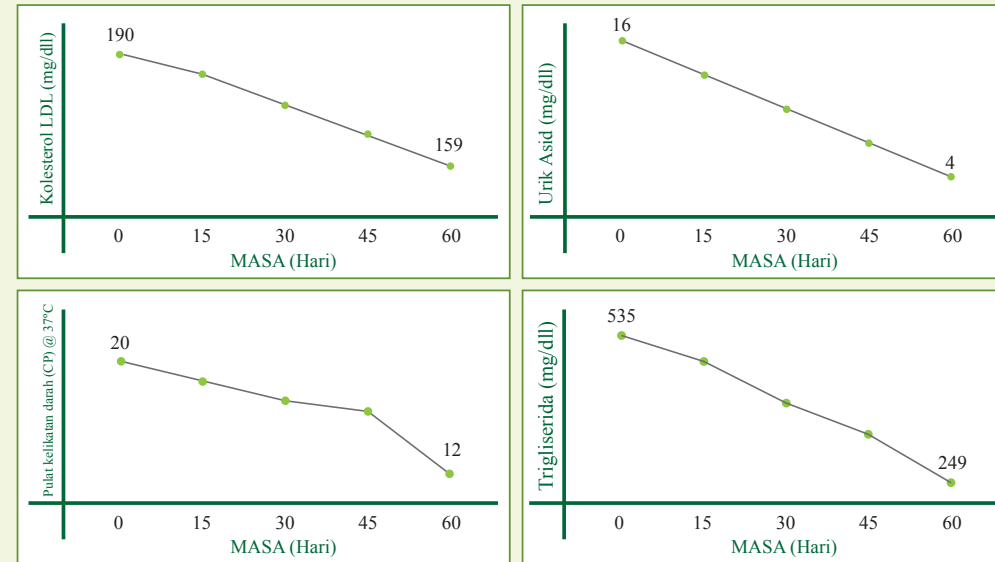 Kolesterol LDL (mg/dll)
190
159
0 15 30 45 60
MASA (Hari)
Urik Asid (mg/dll)
16
4
0 15 30 45 60
MASA (Hari)
Pulat kelikatan darah (CP) @ 37ºC
20
12
0 15 30 45 60
MASA (Hari)
Trigliserida (mg/dll)
535
249
0 15 30 45 60
MASA (Hari)